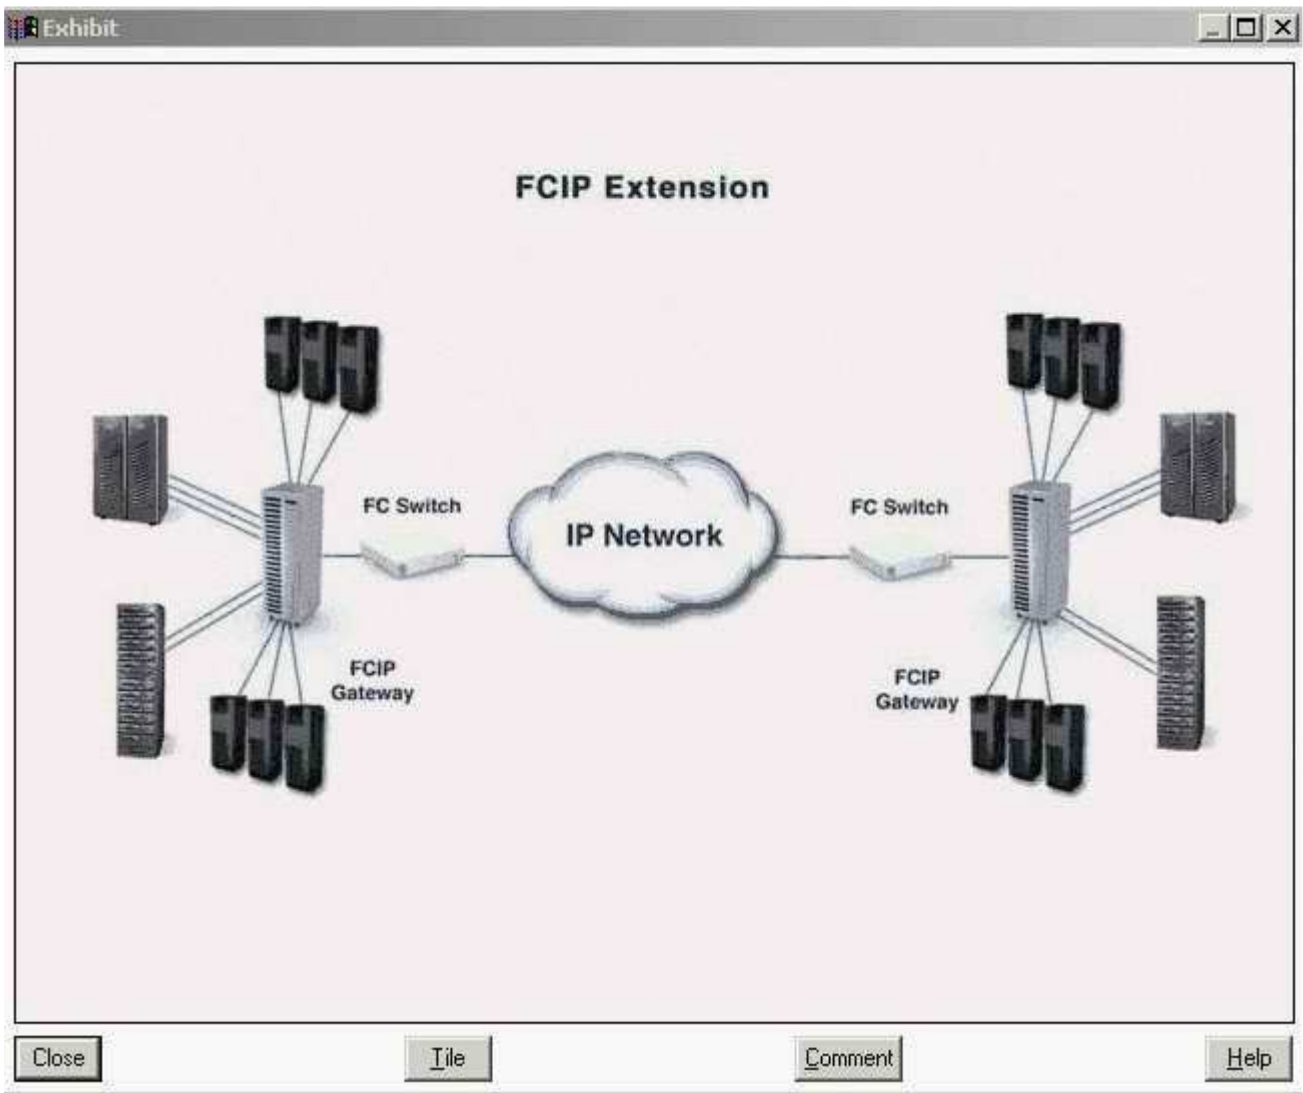 Exhibit
FCIP Extension
FC Switch
IP Network
FC Switch
FCIP
Gateway
FCIP
Gateway
Close
Tile
Comment
Help